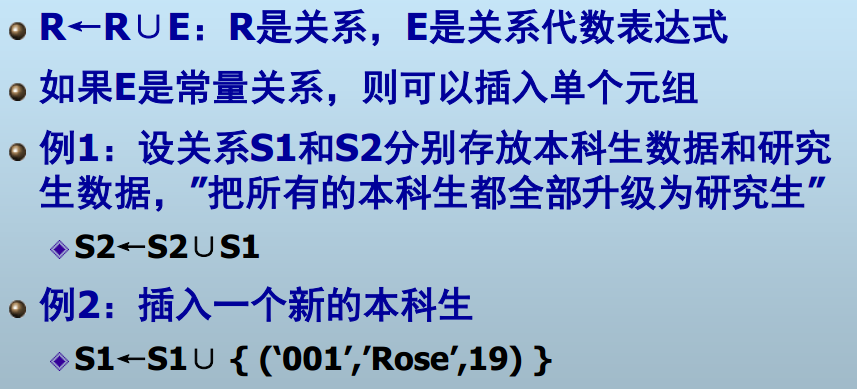 R←R∪E：R是关系，E是关系代数表达式
如果E是常量关系，则可以插入单个元组
例1：设关系S1和S2分别存放本科生数据和研究
生数据，”把所有的本科生都全部升级为研究生”
S2←S2∪S1
例2：插入一个新的本科生
S1←S1∪ { (‘001’,’Rose’,19) }